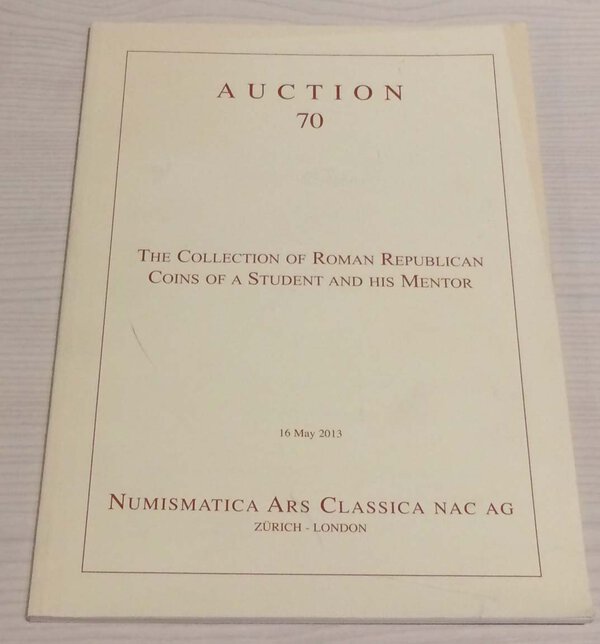 AUCTION
70
THE COLLECTION OF ROMAN REPUBLICAN
COINS OF A STUDENT AND HIS MENTOR
16 May 2013
NUMISMATICA ARS CLASSICA NAC AG
ZÜRICH - LONDON